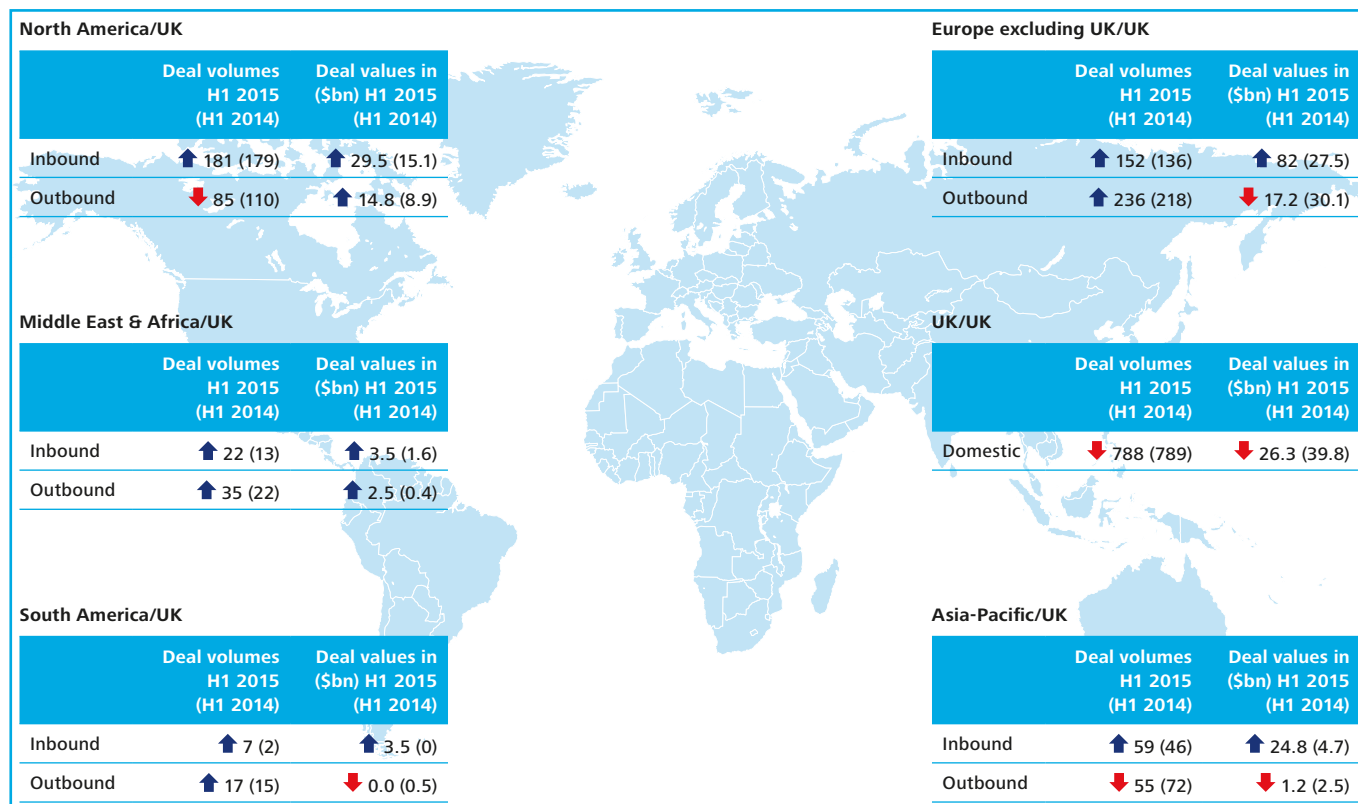 North America/UK
Deal volumes Deal values in
H1 2015 ($bn) H1 2015
(H1 2014) (H1 2014)
Inbound 181 (179) 29.5 (15.1)
Outbound 85 (110) 14.8 (8.9)
Europe excluding UK/UK
Deal volumes Deal values in
H1 2015 ($bn) H1 2015
(H1 2014) (H1 2014)
Inbound 152 (136) 82 (27.5)
Outbound 236 (218) 17.2 (30.1)
Middle East & Africa/UK
Deal volumes Deal values in
H1 2015 ($bn) H1 2015
(H1 2014) (H1 2014)
Inbound 22 (13) 3.5 (1.6)
Outbound 35 (22) 2.5 (0.4)
UK/UK
Deal volumes Deal values in
H1 2015 ($bn) H1 2015
(H1 2014) (H1 2014)
Domestic 788 (789) 26.3 (39.8)
South America/UK
Deal volumes Deal values in
H1 2015 ($bn) H1 2015
(H1 2014) (H1 2014)
Inbound 7 (2) 3.5 (0)
Outbound 17 (15) 0.0 (0.5)
Asia-Pacific/UK
Deal volumes Deal values in
H1 2015 ($bn) H1 2015
(H1 2014) (H1 2014)
Inbound 59 (46) 24.8 (4.7)
Outbound 55 (72) 1.2 (2.5)